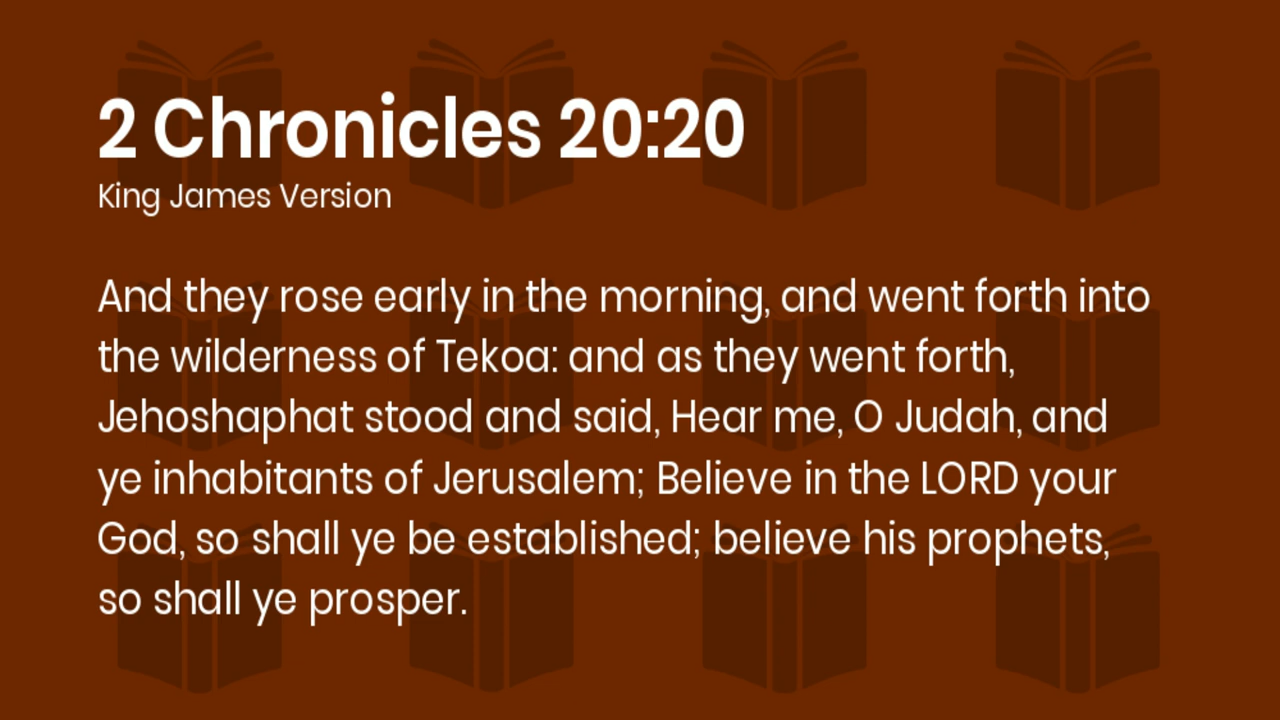 2 Chronicles 20:20
King James Version
And they rose early in the morning, and went forth into
the wilderness of Tekoa: and as they went forth,
Jehoshaphat stood and said, Hear me, O Judah, and
ye inhabitants of Jerusalem; Believe in the LORD your
God, so shall ye be established; believe his prophets,
so shall ye prosper.